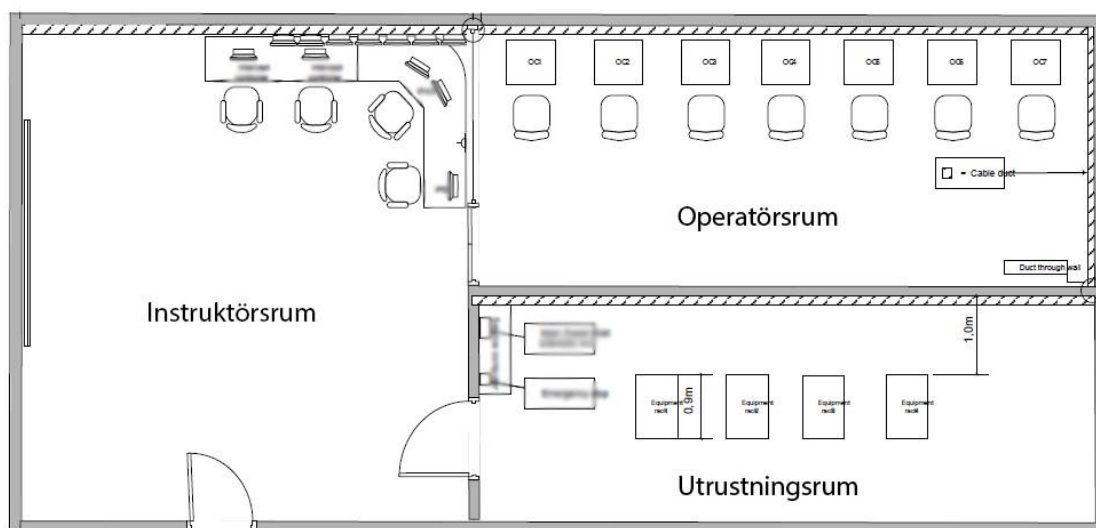 OC1
OC2
OC3
OC4
OC5
OC6
OC7
= Cable duct
Operatörsrum
Duct through wall
Instruktörsrum
1,0m
Equipment
rack1
0,9m
Equipment
rack2
Equipment
rack3
Equipment
rack4
Utrustningsrum